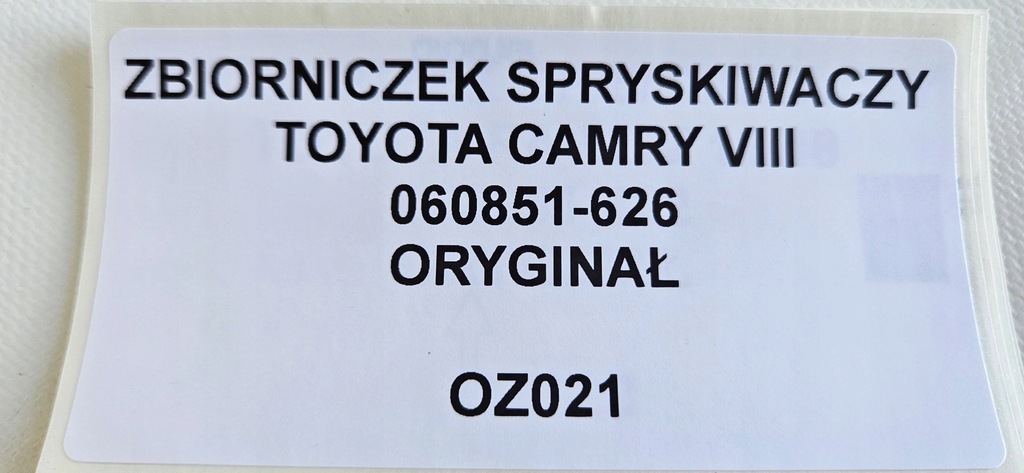 ZBIORNICZEK SPRYSKIWACZY
TOYOTA CAMRY VIII
060851-626
ORYGINAŁ
OZ021